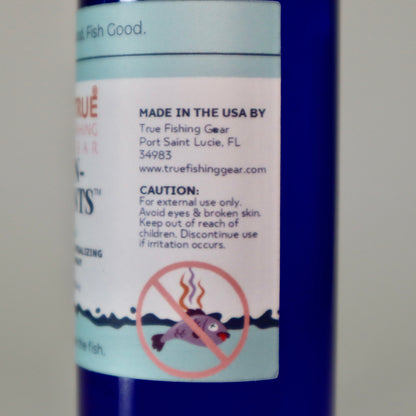 Fish Good.
TRUE
MADE IN THE USA BY
True Fishing Gear
Port Saint Lucie, FL
34983
www.truefishinggear.com
CAUTION:
For external use only.
Avoid eyes & broken skin.
Keep out of reach of
children. Discontinue use
if irritation occurs.
the fish.